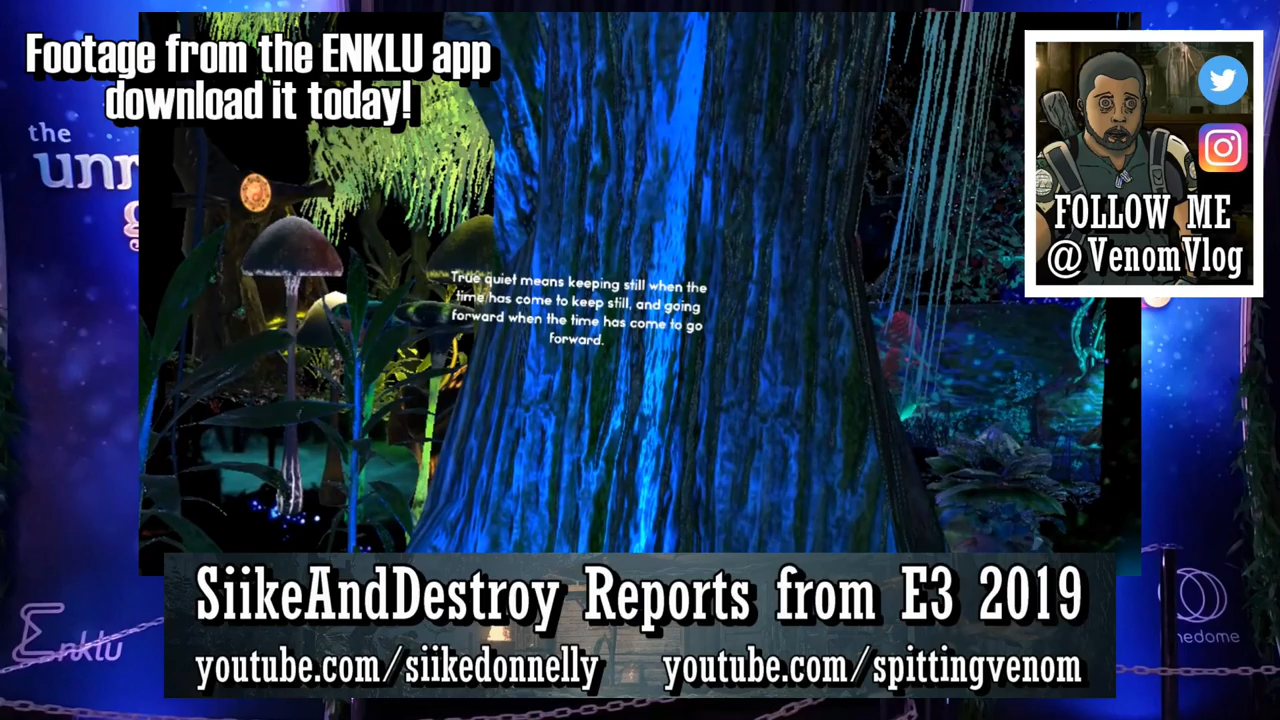 Footage from the ENKLU app
download it today!
the
unr
g
True quiet means keeping still when the
time has come to keep still, and going
forward when the time has come to go
forward.
FOLLOW ME
@VenomVlog
SiikeAndDestroy Reports from E3 2019
youtube.com/siikedonnelly youtube.com/spittingvenom
Enklu
nedome